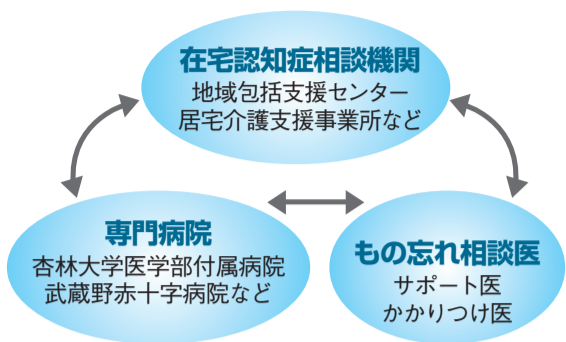 在宅認知症相談機関
地域包括支援センター
居宅介護支援事業所など
専門病院
杏林大学医学部付属病院
武蔵野赤十字病院など
もの忘れ相談医
サポート医
かかりつけ医